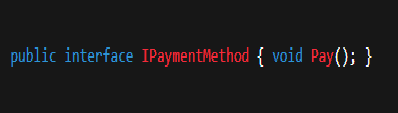 public interface IPaymentMethod { void Pay(); }